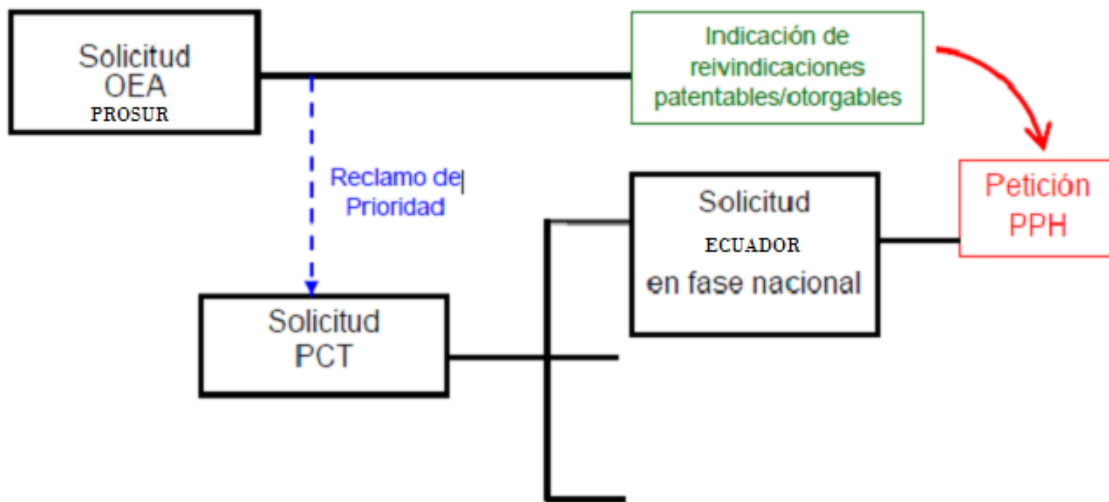 Solicitud
OEA
PROSUR
Indicación de
reivindicaciones
patentables/otorgables
Reclamo de
Prioridad
Solicitud
ECUADOR
en fase nacional
Petición
PPH
Solicitud
PCT